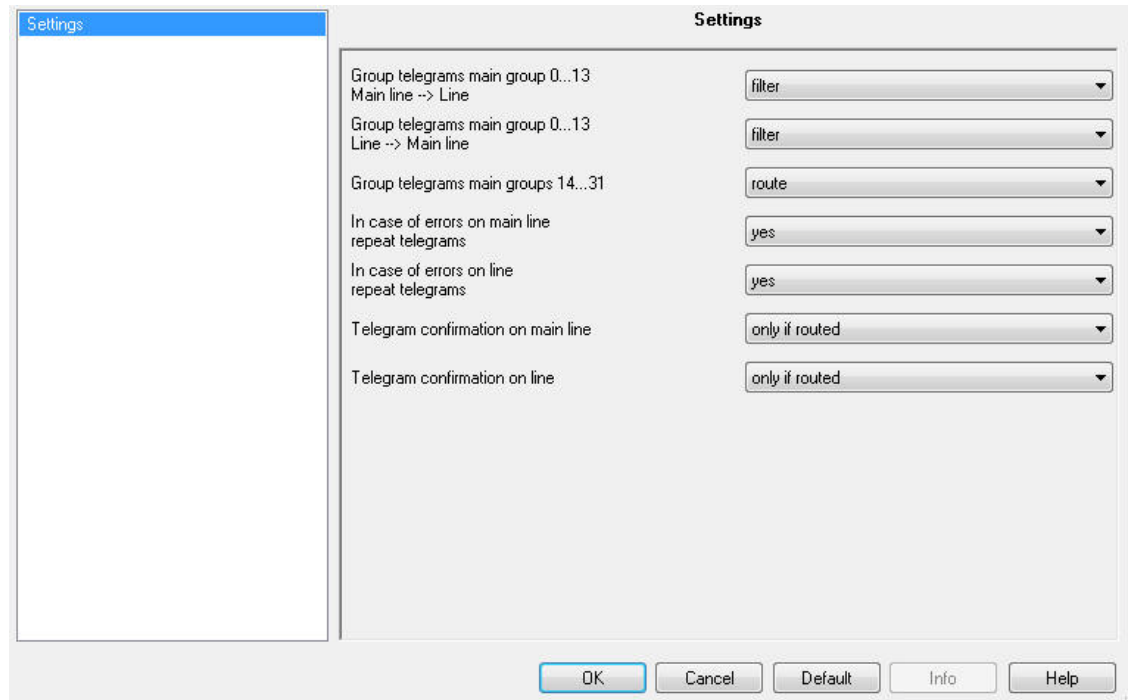 Settings
Settings
Group telegrams main group 0...13
Main line --> Line
filter
Group telegrams main group 0...13
Line --> Main line
filter
Group telegrams main groups 14...31
route
In case of errors on main line
repeat telegrams
yes
In case of errors on line
repeat telegrams
yes
Telegram confirmation on main line
only if routed
Telegram confirmation on line
only if routed
OK
Cancel
Default
Info
Help